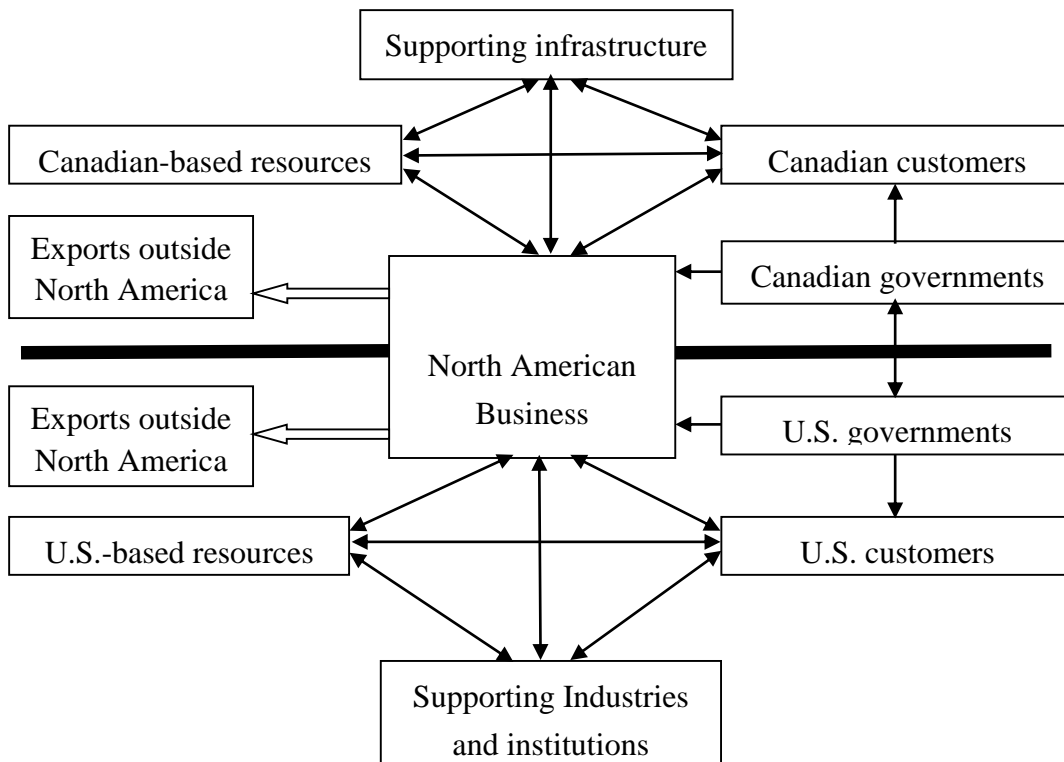 Supporting infrastructure
Canadian-based resources
Canadian customers
Exports outside
North America
Canadian governments
North American
Business
Exports outside
North America
U.S. governments
U.S.-based resources
U.S. customers
Supporting Industries
and institutions